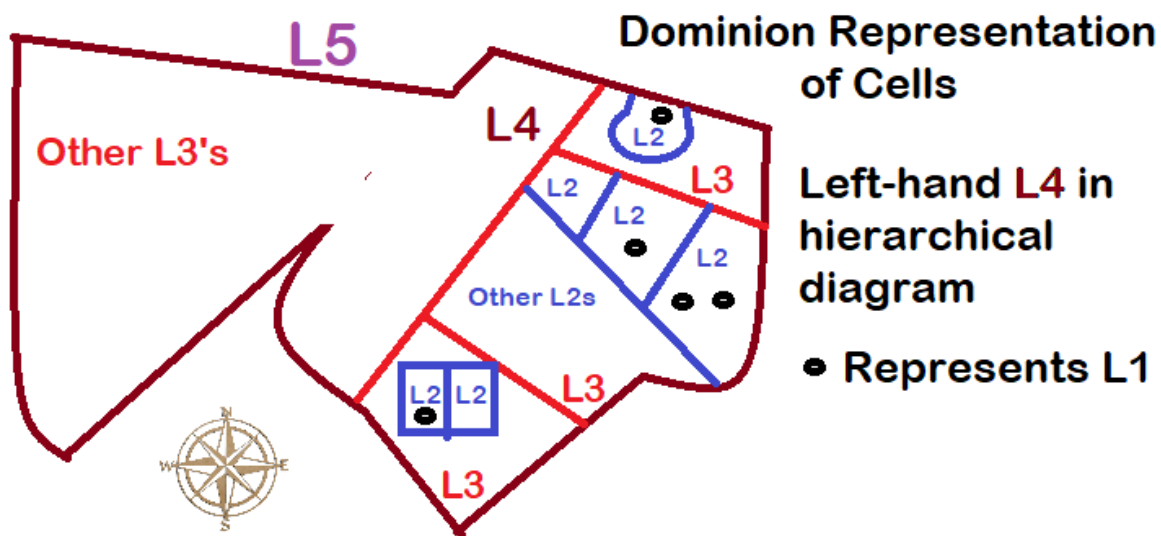 L5
Dominion Representation
of Cells
Other L3's
L4
L2
L3
L2
L2
L2
Left-hand L4 in
hierarchical
diagram
Other L2s
Represents L1
L2 L2
L3
L3
N
W E
S